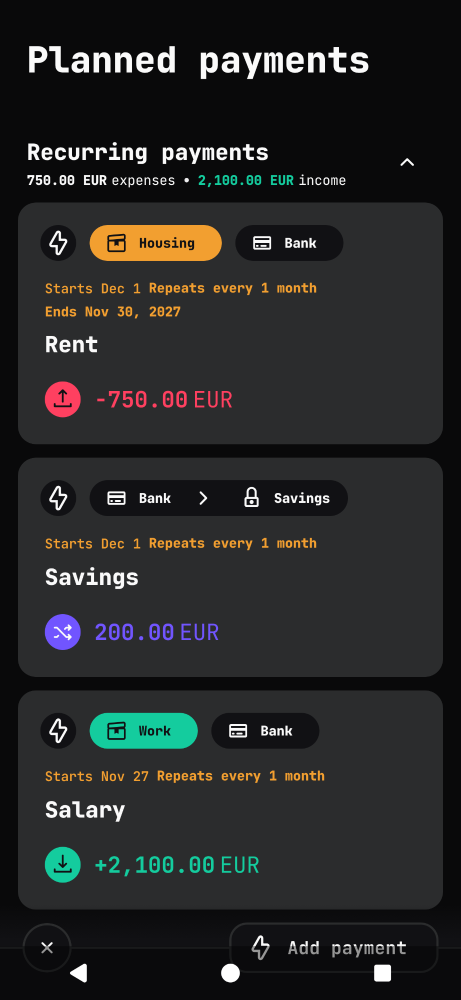 Planned payments
Recurring payments
750.00 EUR expenses • 2,100.00 EUR income
Housing Bank
Starts Dec 1 Repeats every 1 month
Ends Nov 30, 2027
Rent
-750.00 EUR
Bank Savings
Starts Dec 1 Repeats every 1 month
Savings
200.00 EUR
Work Bank
Starts Nov 27 Repeats every 1 month
Salary
+2,100.00 EUR
Add payment